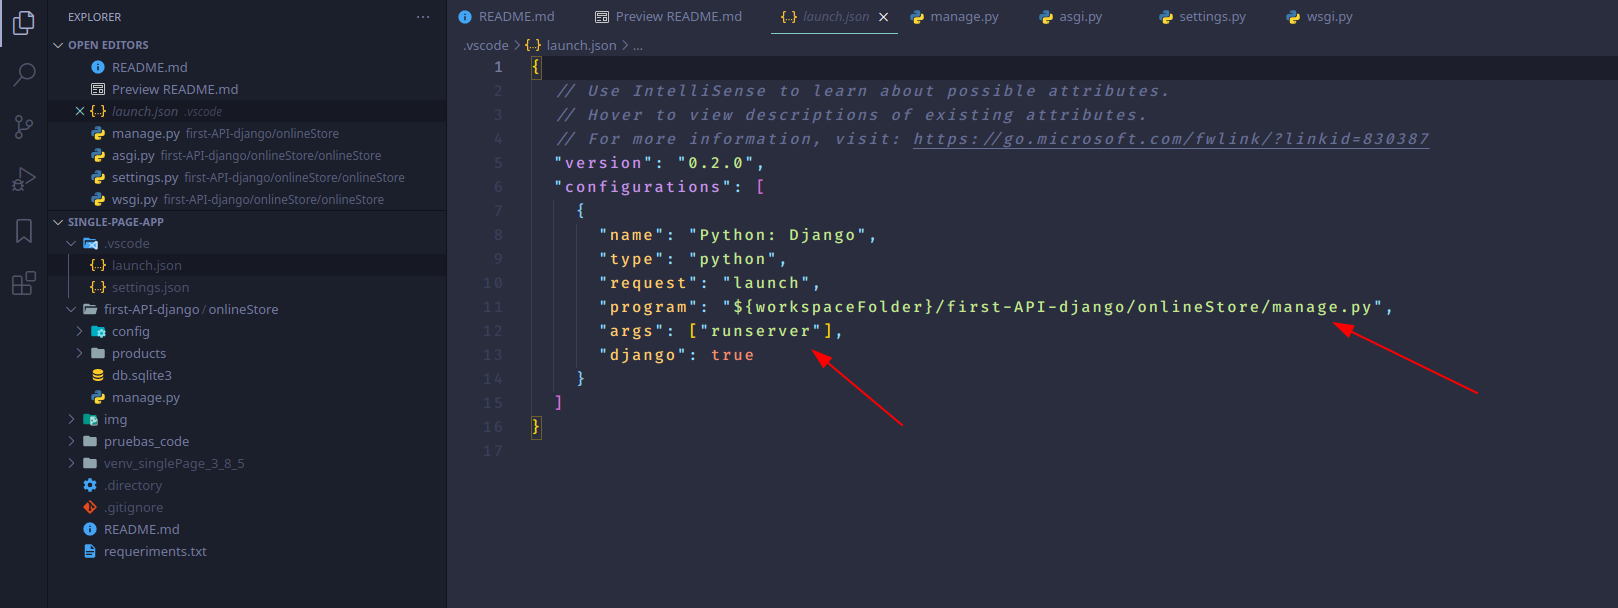 EXPLORER
OPEN EDITORS
README.md
Preview README.md
launch.json .vscode
manage.py first-API-django/onlineStore
asgi.py first-API-django/onlineStore/onlineStore
settings.py first-API-django/onlineStore/onlineStore
wsgi.py first-API-django/onlineStore/onlineStore
SINGLE-PAGE-APP
.vscode
launch.json
settings.json
first-API-django / onlineStore
config
products
db.sqlite3
manage.py
img
pruebas_code
venv_singlePage_3_8_5
.directory
.gitignore
README.md
requeriments.txt
README.md Preview README.md launch.json manage.py asgi.py settings.py wsgi.py
.vscode > launch.json > ...
1 {
2 // Use IntelliSense to learn about possible attributes.
3 // Hover to view descriptions of existing attributes.
4 // For more information, visit: https://go.microsoft.com/fwlink/?linkid=830387
5 "version": "0.2.0",
6 "configurations": [
7 {
8 "name": "Python: Django",
9 "type": "python",
10 "request": "launch",
11 "program": "${workspaceFolder}/first-API-django/onlineStore/manage.py",
12 "args": ["runserver"],
13 "django": true
14 }
15 ]
16 }
17